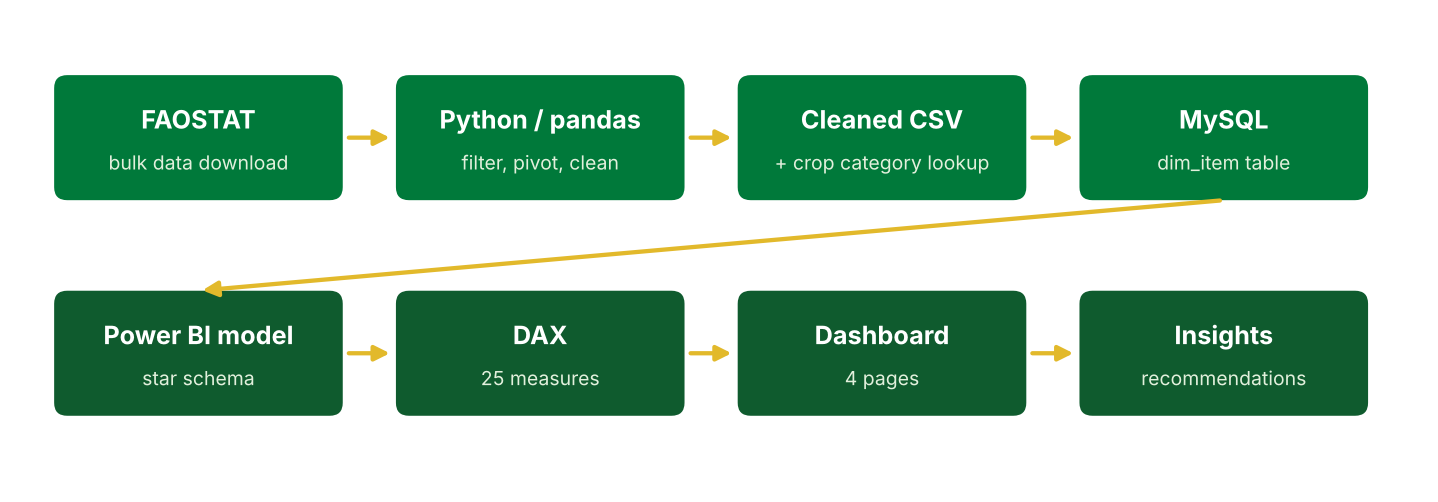 FAOSTAT
bulk data download
Python / pandas
filter, pivot, clean
Cleaned CSV
+ crop category lookup
MySQL
dim_item table
Power BI model
star schema
DAX
25 measures
Dashboard
4 pages
Insights
recommendations